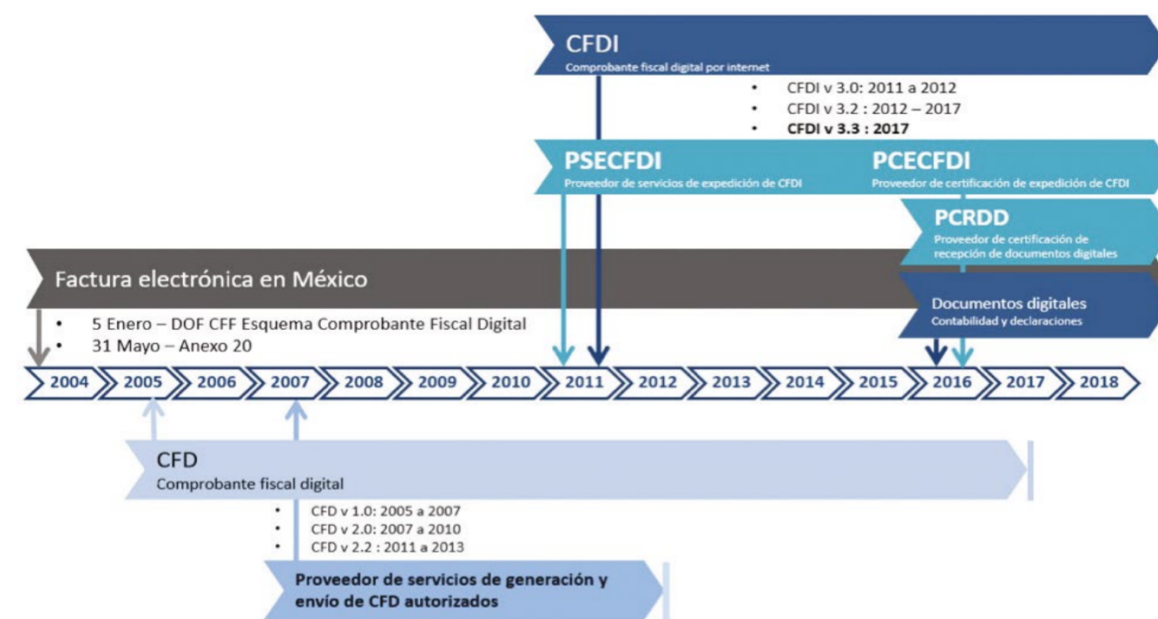 CFDI
Comprobante fiscal digital por internet
• CFDI v 3.0: 2011 a 2012
• CFDI v 3.2 : 2012 – 2017
• CFDI v 3.3 : 2017
PSECFDI
Proveedor de servicios de expedición de CFDI
PCECFDI
Proveedor de certificación de expedición de CFDI
PCRDD
Proveedor de certificación de
recepción de documentos digitales
Factura electrónica en México
Documentos digitales
Contabilidad y declaraciones
• 5 Enero – DOF CFF Esquema Comprobante Fiscal Digital
• 31 Mayo – Anexo 20
2004 2005 2006 2007 2008 2009 2010 2011 2012 2013 2014 2015 2016 2017 2018
CFD
Comprobante fiscal digital
• CFD v 1.0: 2005 a 2007
• CFD v 2.0: 2007 a 2010
• CFD v 2.2 : 2011 a 2013
Proveedor de servicios de generación y
envío de CFD autorizados